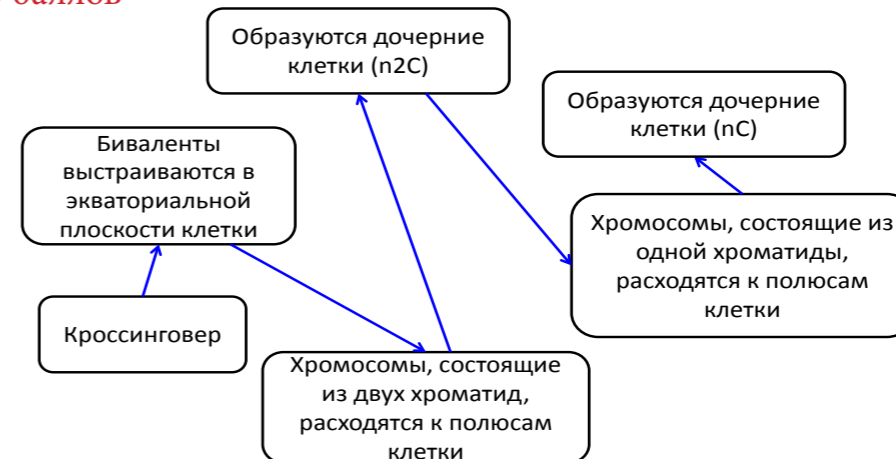 баллов
Образуются дочерние
клетки (n2C)
Образуются дочерние
клетки (nC)
Биваленты
выстраиваются в
экваториальной
плоскости клетки
Хромосомы, состоящие из
одной хроматиды,
расходятся к полюсам
клетки
Кроссинговер
Хромосомы, состоящие
из двух хроматид,
расходятся к полюсам
клетки